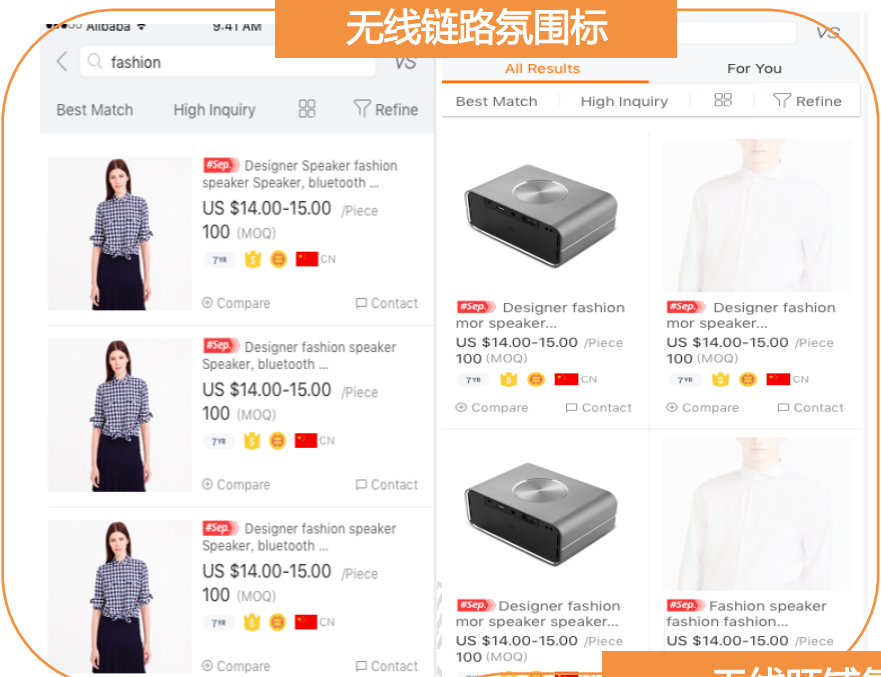 无线链路氛围标
Alibaba
9:41 AM
fashion
VS
Best Match
High Inquiry
Refine
#Sep. Designer Speaker fashion
speaker Speaker, bluetooth ...
US $14.00-15.00 /Piece
100 (MOQ)
7YR
CN
Compare
Contact
#Sep. Designer fashion speaker
Speaker, bluetooth ...
US $14.00-15.00 /Piece
100 (MOQ)
7YR
CN
Compare
Contact
#Sep. Designer fashion speaker
Speaker, bluetooth ...
US $14.00-15.00 /Piece
100 (MOQ)
7YR
CN
Compare
Contact
VS
All Results
For You
Best Match
High Inquiry
Refine
#Sep. Designer fashion
mor speaker...
US $14.00-15.00 /Piece
100 (MOQ)
7YR
CN
Compare
Contact
#Sep. Designer fashion
mor speaker...
US $14.00-15.00 /Piece
100 (MOQ)
7YR
CN
Compare
Contact
#Sep. Designer fashion
mor speaker speaker...
US $14.00-15.00 /Piece
100 (MOQ)
#Sep. Fashion speaker
fashion fashion...
US $14.00-15.00 /Piece